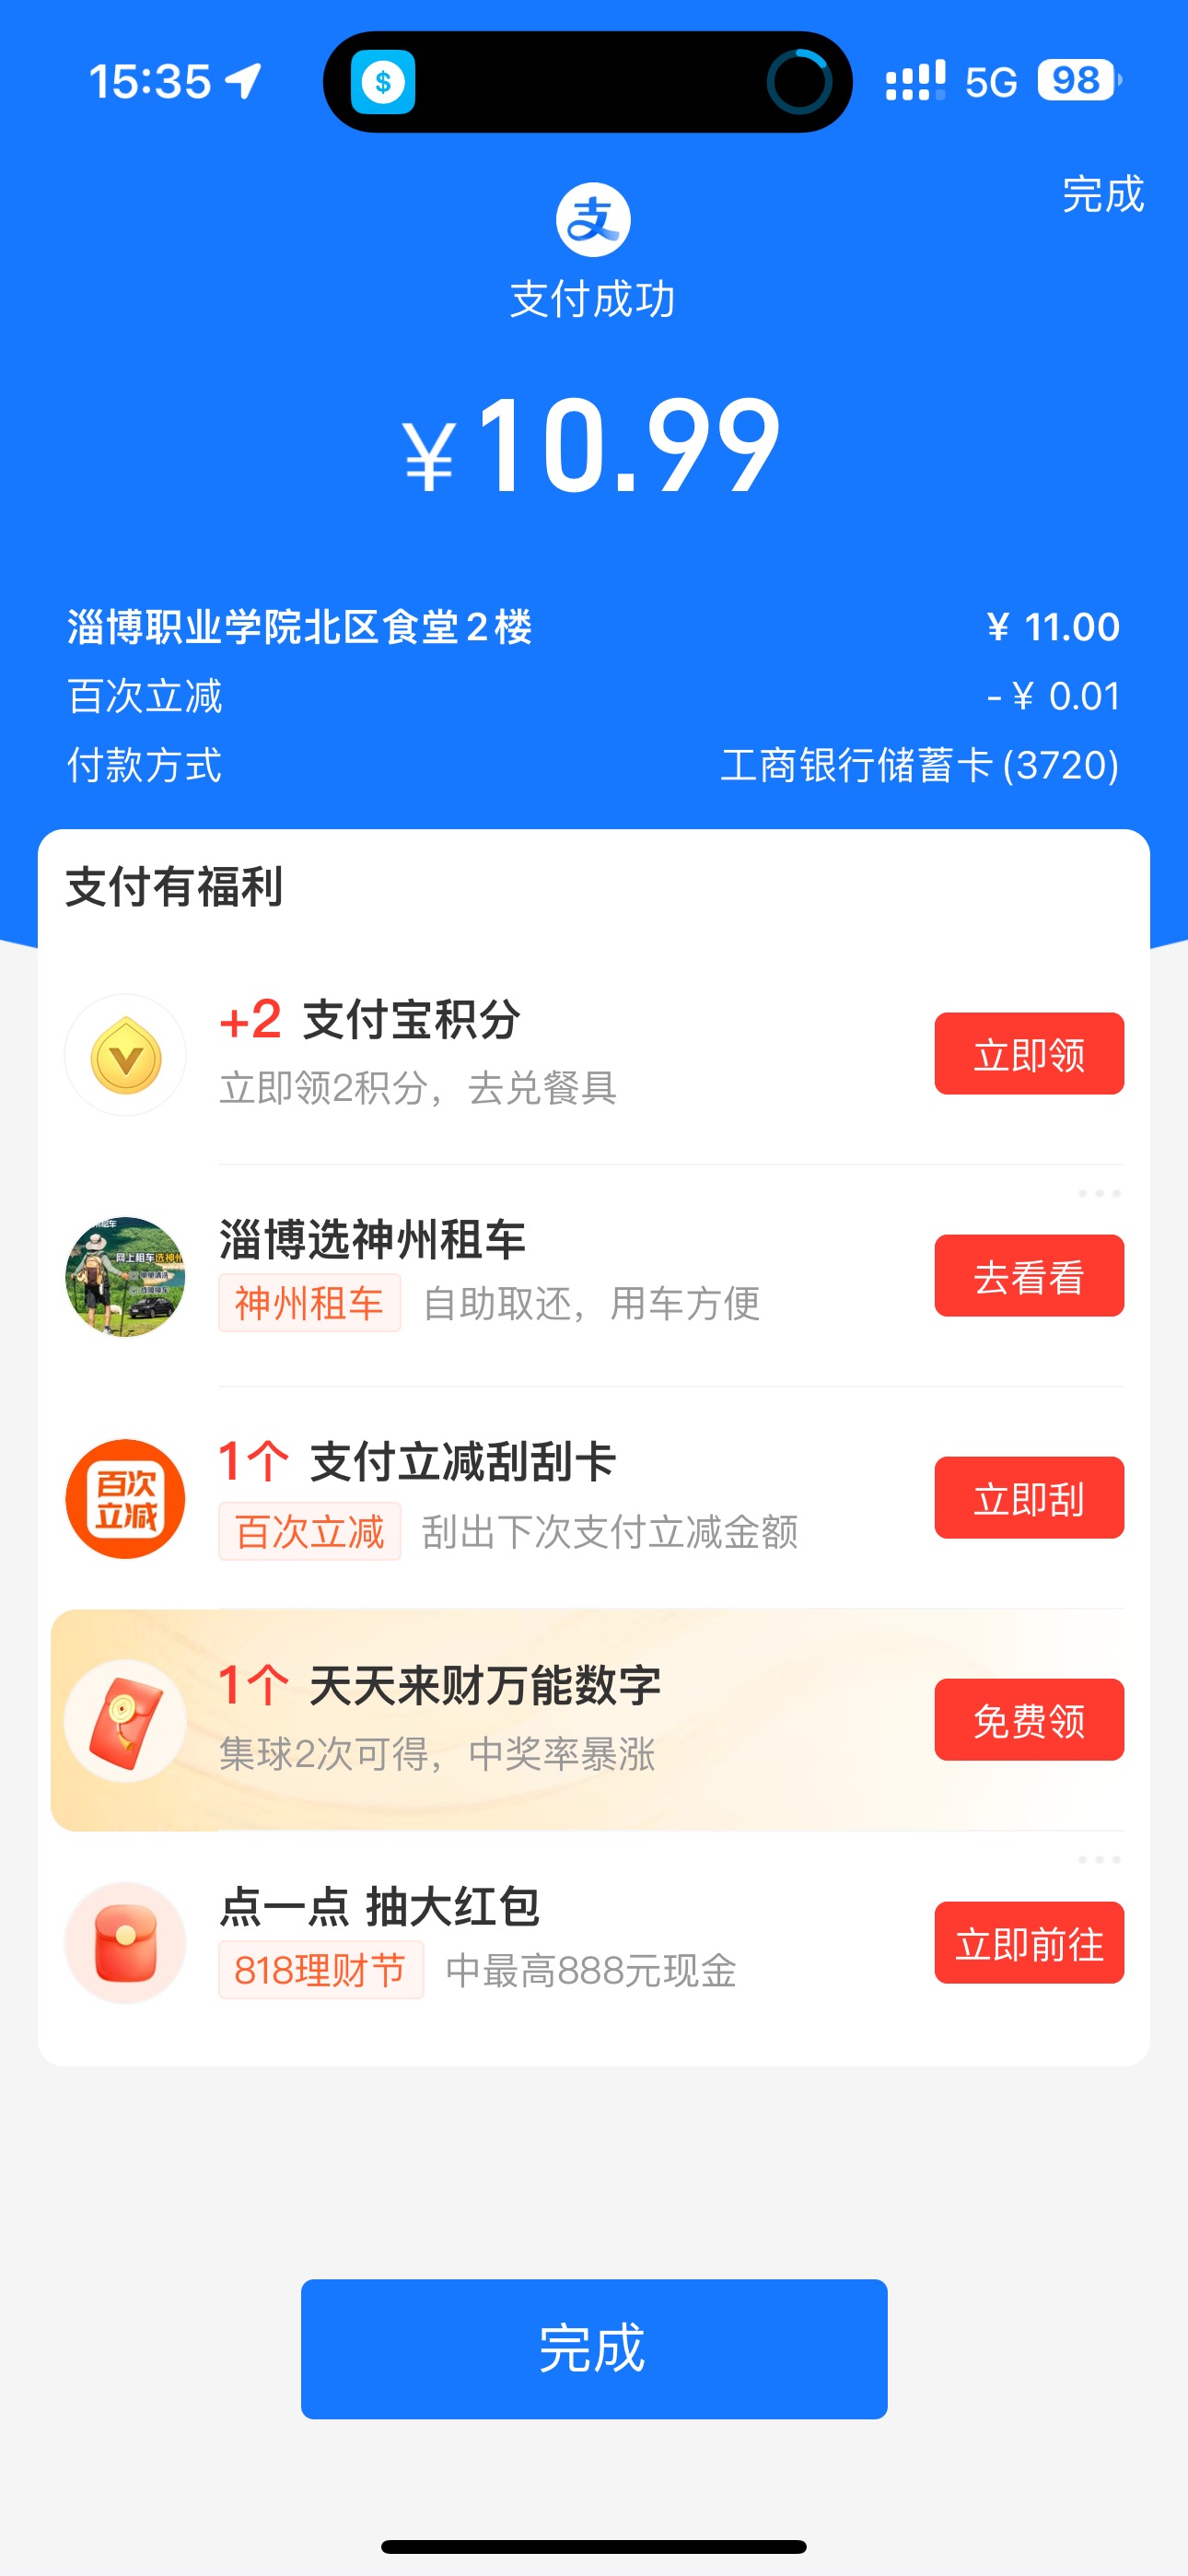 15:35
5G
98
完成
支
支付成功
¥10.99
淄博职业学院北区食堂2楼
¥ 11.00
百次立减
-¥ 0.01
付款方式
工商银行储蓄卡(3720)
支付有福利
+2 支付宝积分
立即领2积分，去兑餐具
立即领
淄博选神州租车
神州租车 自助取还，用车方便
去看看
百次
立减
1个 支付立减刮刮卡
百次立减 刮出下次支付立减金额
立即刮
1个 天天来财万能数字
集球2次可得，中奖率暴涨
免费领
点一点 抽大红包
818理财节 中最高888元现金
立即前往
完成